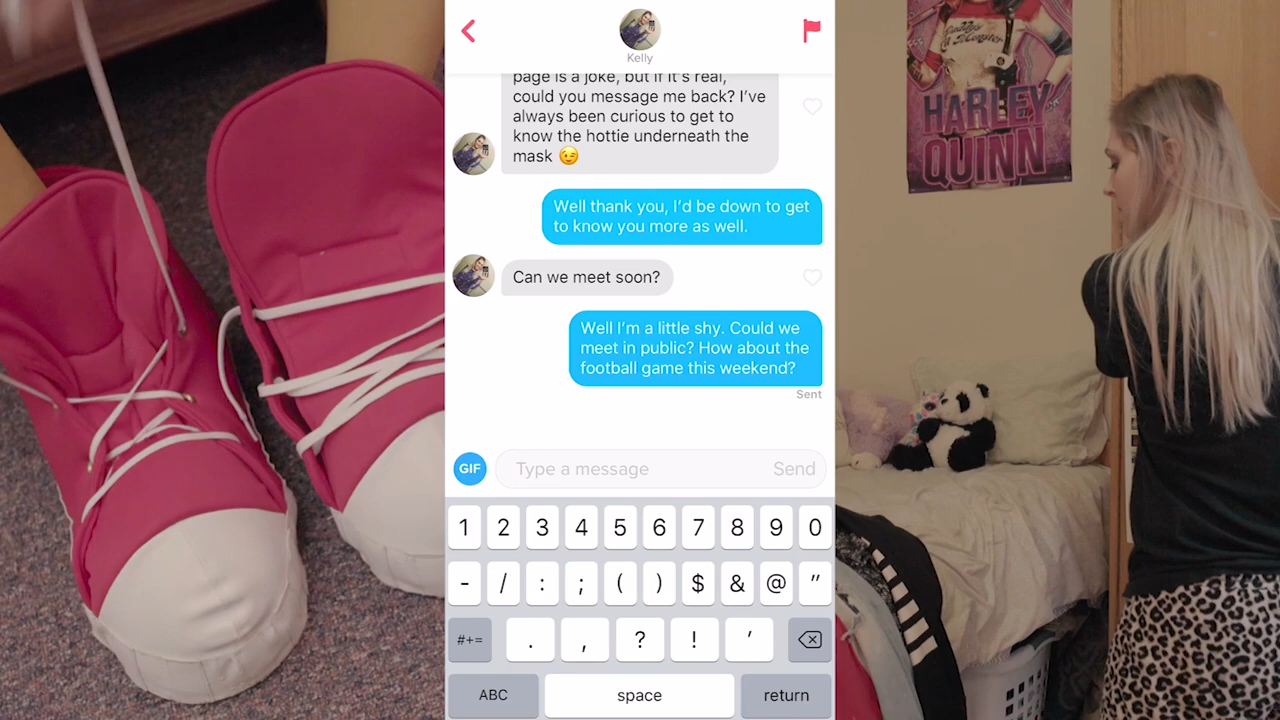 Kelly
page is a joke, but if it's real,
could you message me back? I've
always been curious to get to
know the hottie underneath the
mask 😉
Well thank you, I'd be down to get
to know you more as well.
Can we meet soon?
Well I'm a little shy. Could we
meet in public? How about the
football game this weekend?
Sent
GIF
Type a message
Send
1 2 3 4 5 6 7 8 9 0
- / : ; ( ) $ & @ "
#+= . , ? ! '
ABC space return
Daddy's
Lil Monster
HARLEY
QUINN